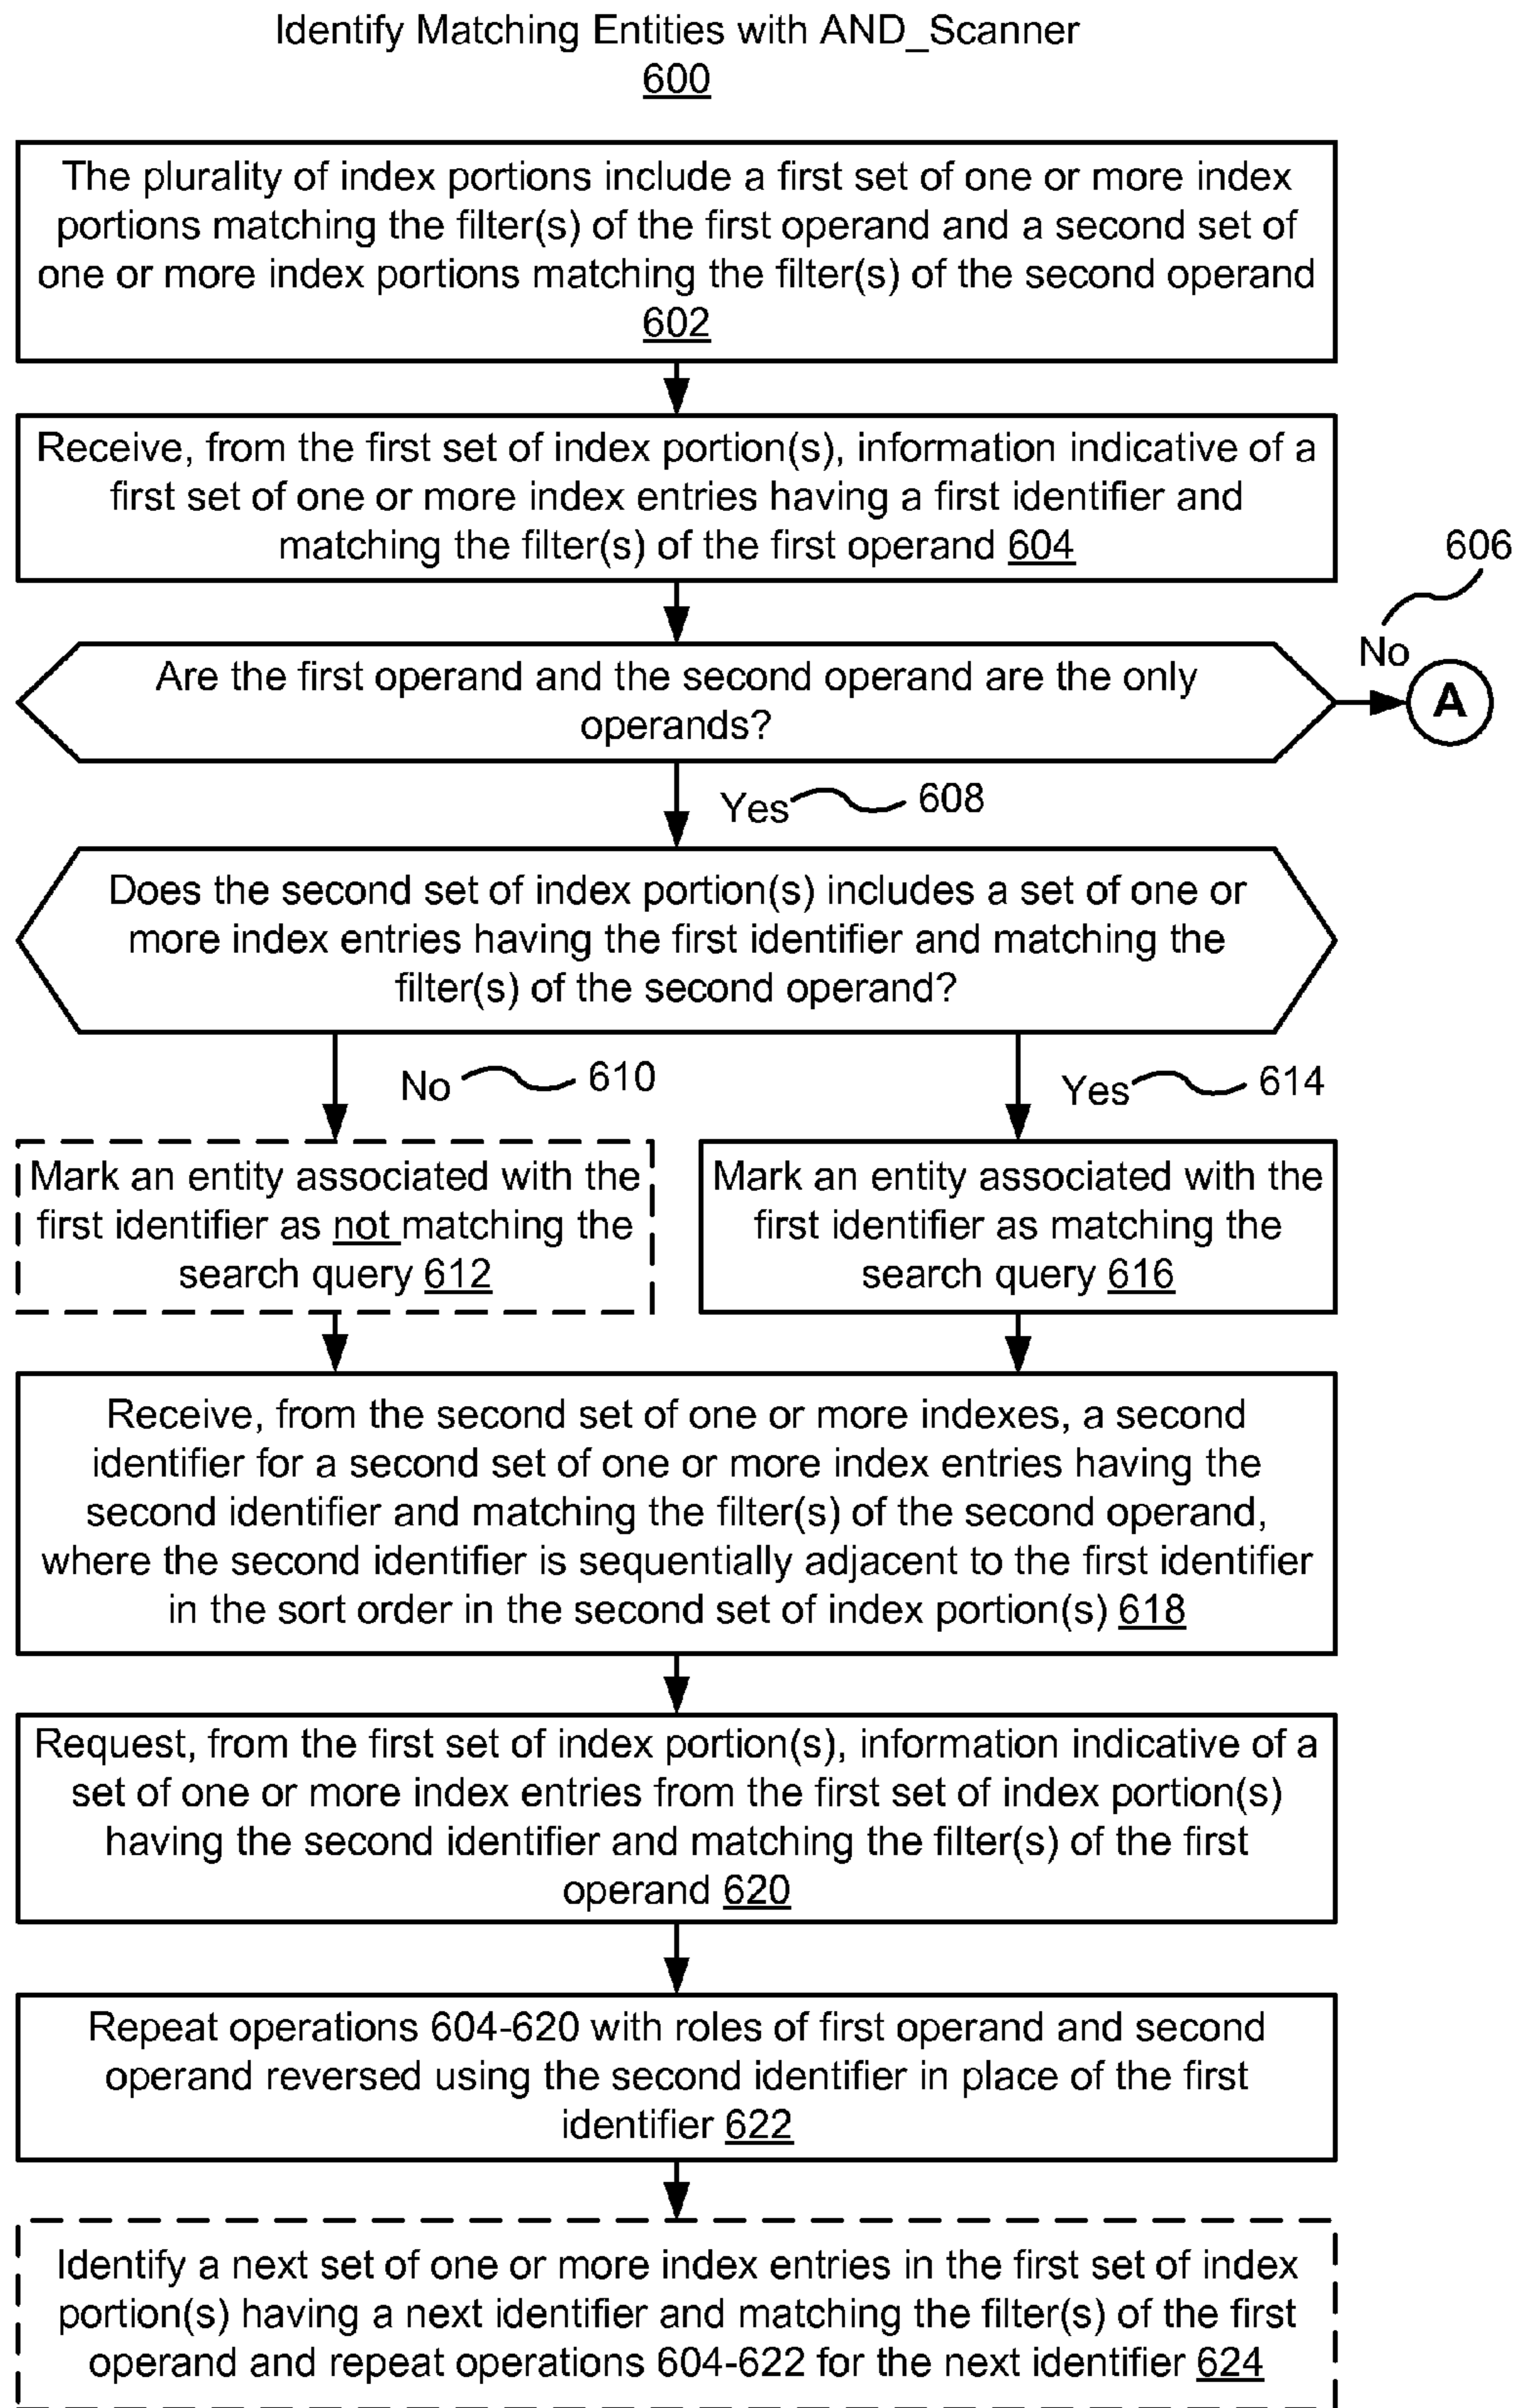 Identify Matching Entities with AND_Scanner
600
The plurality of index portions include a first set of one or more index
portions matching the filter(s) of the first operand and a second set of
one or more index portions matching the filter(s) of the second operand
602
Receive, from the first set of index portion(s), information indicative of a
first set of one or more index entries having a first identifier and
matching the filter(s) of the first operand 604
606
No
Are the first operand and the second operand are the only
operands?
A
Yes 608
Does the second set of index portion(s) includes a set of one or
more index entries having the first identifier and matching the
filter(s) of the second operand?
No 610
Yes 614
Mark an entity associated with the
first identifier as not matching the
search query 612
Mark an entity associated with the
first identifier as matching the
search query 616
Receive, from the second set of one or more indexes, a second
identifier for a second set of one or more index entries having the
second identifier and matching the filter(s) of the second operand,
where the second identifier is sequentially adjacent to the first identifier
in the sort order in the second set of index portion(s) 618
Request, from the first set of index portion(s), information indicative of a
set of one or more index entries from the first set of index portion(s)
having the second identifier and matching the filter(s) of the first
operand 620
Repeat operations 604-620 with roles of first operand and second
operand reversed using the second identifier in place of the first
identifier 622
Identify a next set of one or more index entries in the first set of index
portion(s) having a next identifier and matching the filter(s) of the first
operand and repeat operations 604-622 for the next identifier 624